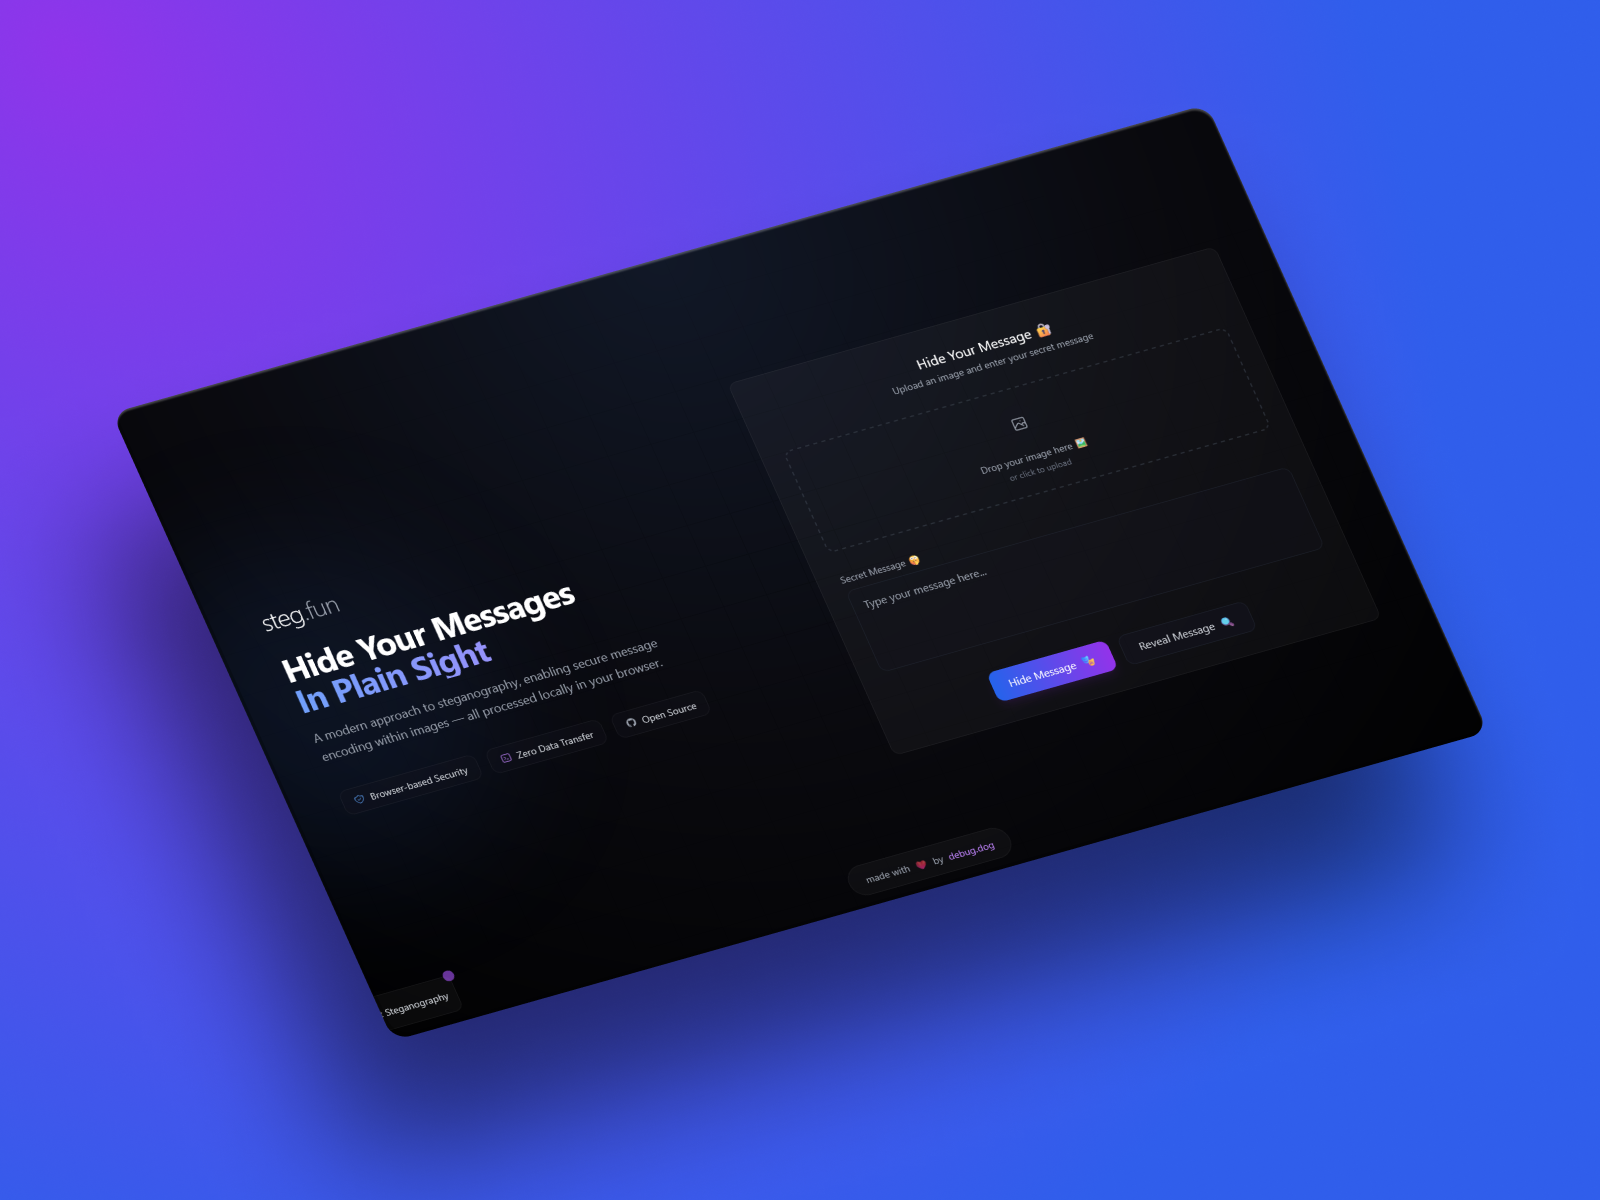 steg.fun
Hide Your Messages
In Plain Sight
A modern approach to steganography, enabling secure message
encoding within images — all processed locally in your browser.
Browser-based Security
Zero Data Transfer
Open Source
Hide Your Message 🔐
Upload an image and enter your secret message
Drop your image here 🖼️
or click to upload
Secret Message 🤫
Type your message here...
Hide Message 🎭
Reveal Message 🔍
made with ❤️ by debug.dog
Steganography